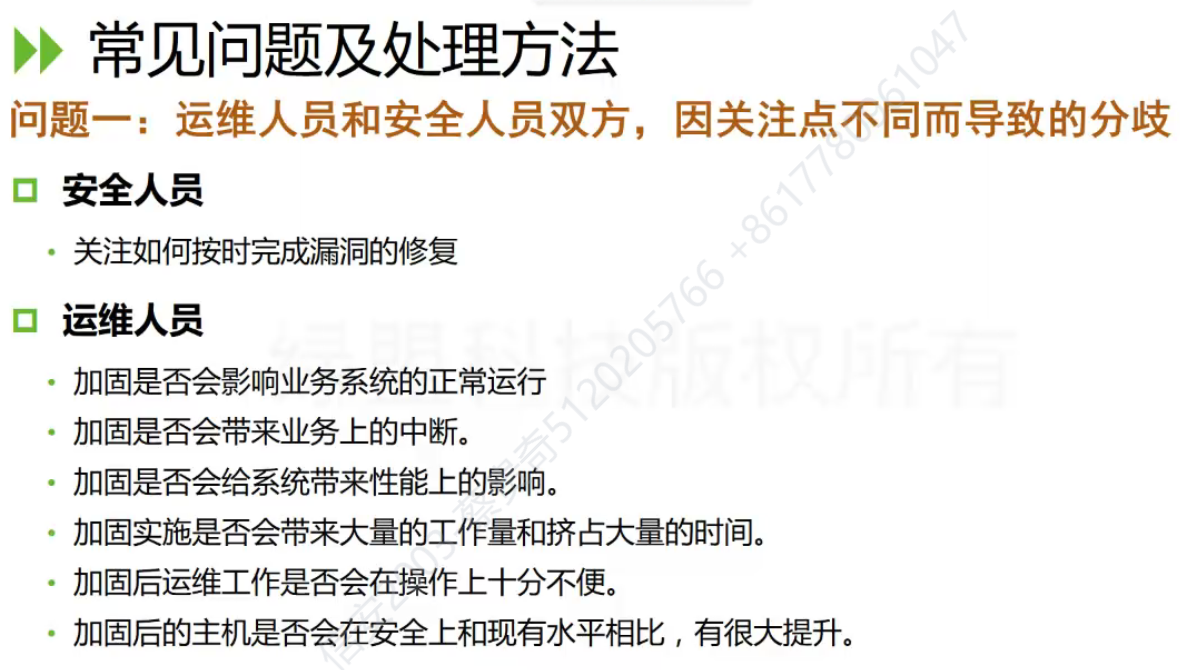 常见问题及处理方法
问题一：运维人员和安全人员双方，因关注点不同而导致的分歧
安全人员
• 关注如何按时完成漏洞的修复
运维人员
• 加固是否会影响业务系统的正常运行
• 加固是否会带来业务上的中断。
• 加固是否会给系统带来性能上的影响。
• 加固实施是否会带来大量的工作量和挤占大量的时间。
• 加固后运维工作是否会在操作上十分不便。
• 加固后的主机是否会在安全上和现有水平相比，有很大提升。
绿盟科技版权所有